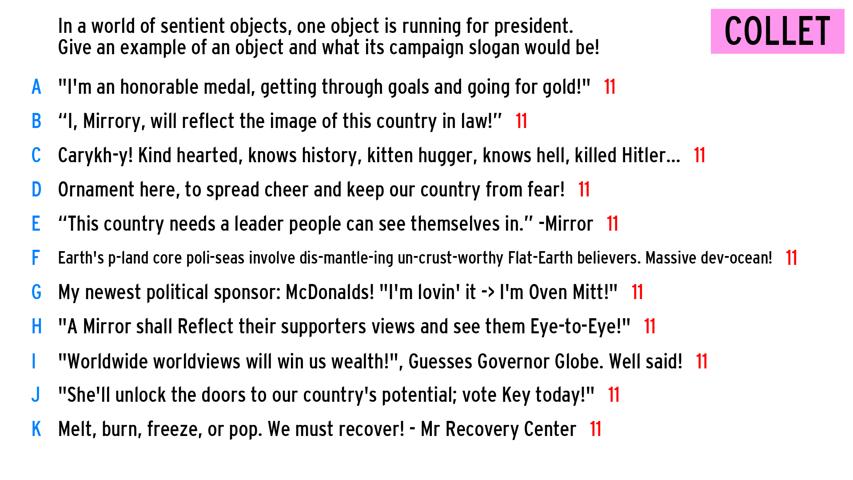 In a world of sentient objects, one object is running for president.
Give an example of an object and what its campaign slogan would be!
COLLET
A "I'm an honorable medal, getting through goals and going for gold!" 11
B “I, Mirrory, will reflect the image of this country in law!” 11
C Carykh-y! Kind hearted, knows history, kitten hugger, knows hell, killed Hitler... 11
D Ornament here, to spread cheer and keep our country from fear! 11
E “This country needs a leader people can see themselves in.” -Mirror 11
F Earth's p-land core poli-seas involve dis-mantle-ing un-crust-worthy Flat-Earth believers. Massive dev-ocean! 11
G My newest political sponsor: McDonalds! "I'm lovin' it -> I'm Oven Mitt!" 11
H "A Mirror shall Reflect their supporters views and see them Eye-to-Eye!" 11
I "Worldwide worldviews will win us wealth!", Guesses Governor Globe. Well said! 11
J "She'll unlock the doors to our country's potential; vote Key today!" 11
K Melt, burn, freeze, or pop. We must recover! - Mr Recovery Center 11